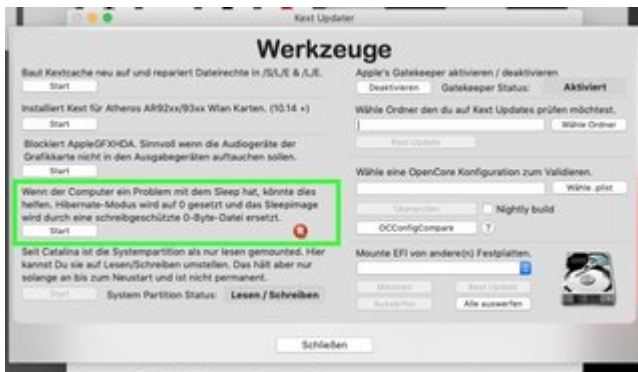 Kext Updater
Werkzeuge
Baut Kextcache neu auf und repariert Dateirechte in /S/L/E & /L/E.
Start
Installiert Kext für Atheros AR92xx/93xx Wlan Karten. (10.14 +)
Start
Blockiert AppleGFXHDA. Sinnvoll wenn die Audiogeräte der
Grafikkarte nicht in den Ausgabegeräten auftauchen sollen.
Start
Wenn der Computer ein Problem mit dem Sleep hat, könnte dies
helfen. Hibernate-Modus wird auf 0 gesetzt und das Sleepimage
wird durch eine schreibgeschützte 0-Byte-Datei ersetzt.
Start
Seit Catalina ist die Systempartition als nur lesen gemounted. Hier
kannst Du sie auf Lesen/Schreiben umstellen. Das hält aber nur
solange an bis zum Neustart und ist nicht permanent.
Start System Partition Status: Lesen / Schreiben
Apple's Gatekeeper aktivieren / deaktivieren
Deaktivieren Gatekeeper Status: Aktiviert
Wähle Ordner den du auf Kext Updates prüfen möchtest.
Wähle Ordner
Kext Update
Wähle eine OpenCore Konfiguration zum Validieren.
Wähle .plist
Überprüfen Nightly build
OCConfigCompare ?
Mounte EFI von andere(n) Festplatten.
Mounten Kext Update
Auswerfen Alle auswerfen
Schließen